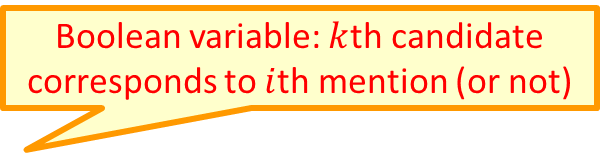 Boolean variable: kth candidate
corresponds to ith mention (or not)